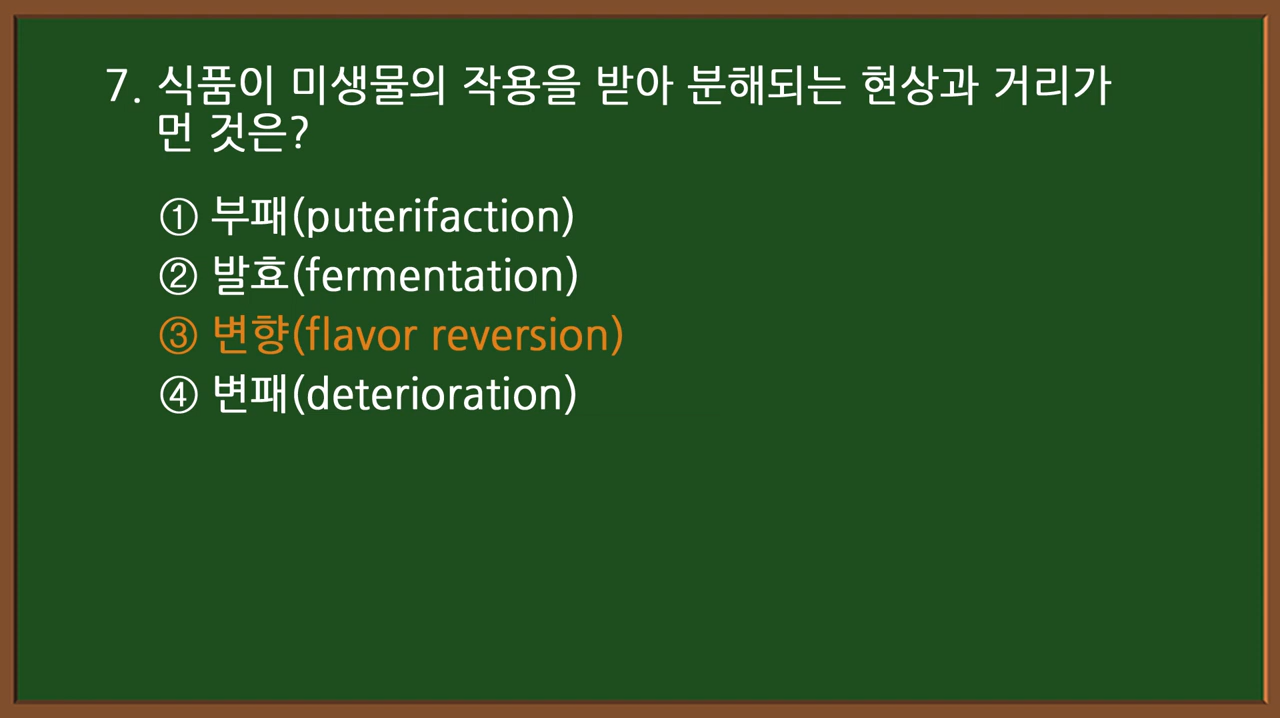 7. 식품이 미생물의 작용을 받아 분해되는 현상과 거리가
먼 것은?
① 부패(puterifaction)
② 발효(fermentation)
③ 변향(flavor reversion)
④ 변패(deterioration)